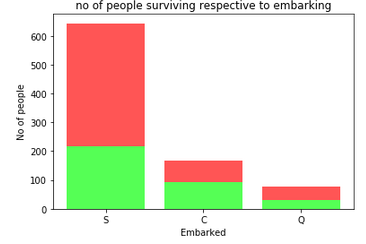 no of people surviving respective to embarking
600
500
400
300
200
100
0
No of people
S C Q
Embarked